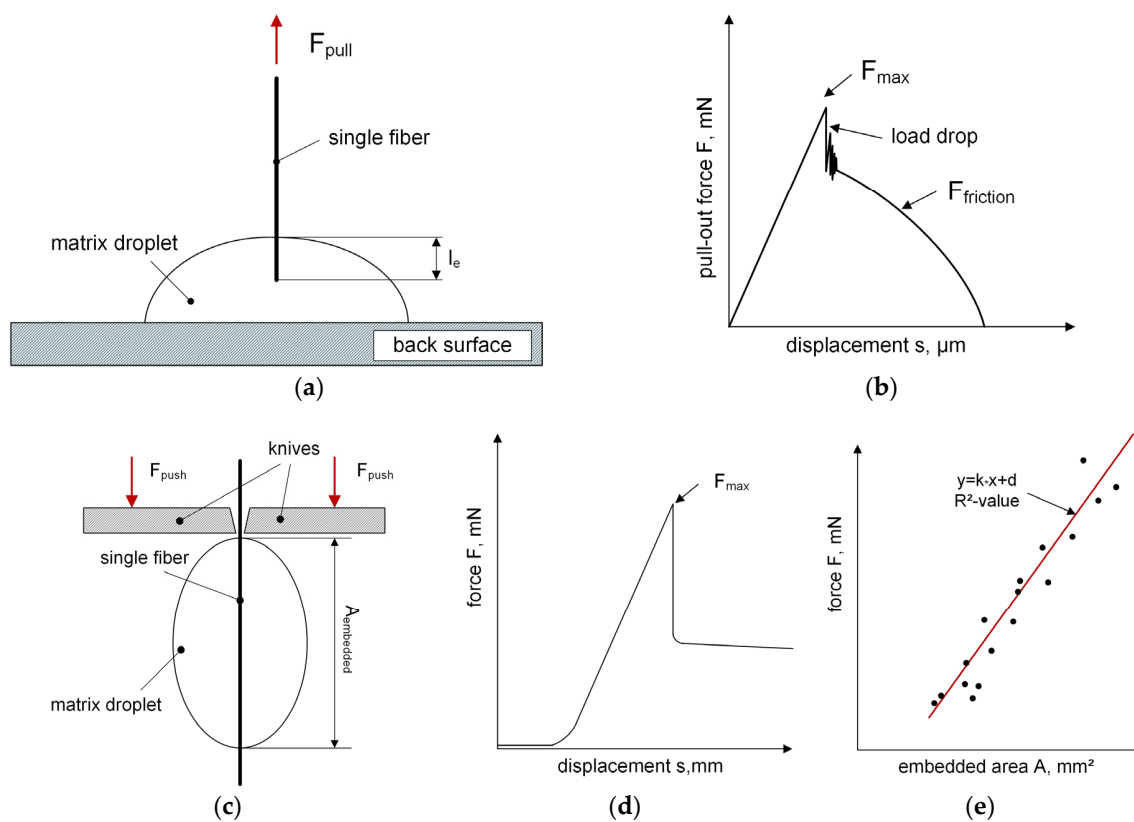 F_pull
single fiber
matrix droplet
l_e
back surface
(a)
F_max
load drop
F_friction
pull-out force F, mN
displacement s, µm
(b)
knives
F_push
F_push
single fiber
A_embedded
matrix droplet
(c)
F_max
force F, mN
displacement s,mm
(d)
y=k·x+d
R²-value
force F, mN
embedded area A, mm²
(e)